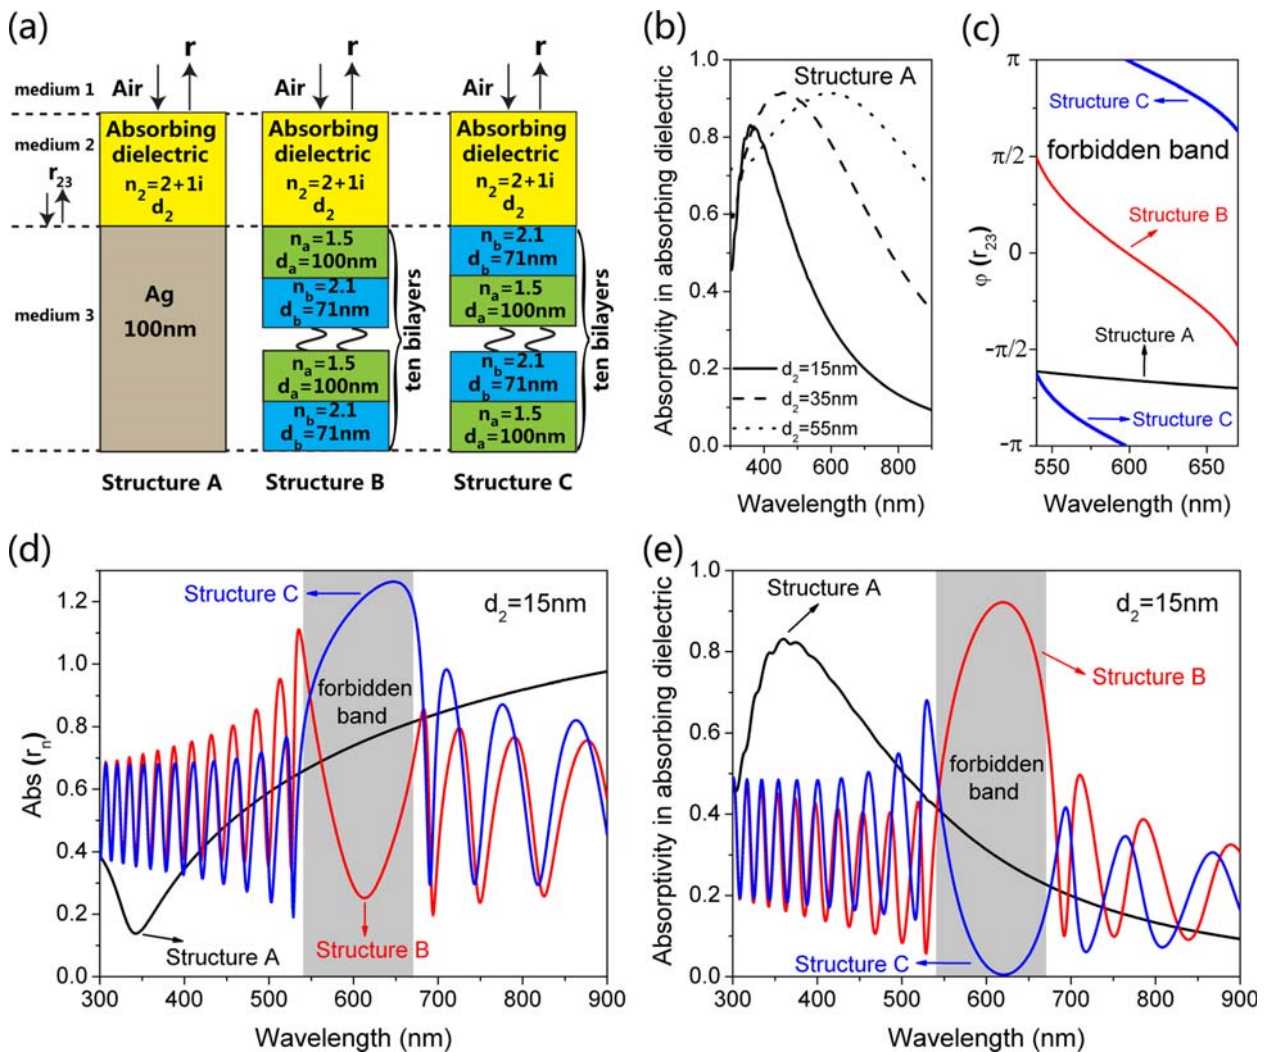 (a)
r
r
r
medium 1
Air
Air
Air
medium 2
Absorbing
dielectric
n2=2+1i
d2
Absorbing
dielectric
n2=2+1i
d2
Absorbing
dielectric
n2=2+1i
d2
r23
medium 3
Ag
100nm
na=1.5
da=100nm
nb=2.1
db=71nm
na=1.5
da=100nm
nb=2.1
db=71nm
ten bilayers
nb=2.1
db=71nm
na=1.5
da=100nm
nb=2.1
db=71nm
na=1.5
da=100nm
ten bilayers
Structure A
Structure B
Structure C
(b)
Absorptivity in absorbing dielectric
1.0
0.8
0.6
0.4
0.2
0.0
Structure A
d2=15nm
d2=35nm
d2=55nm
400
600
800
Wavelength (nm)
(c)
φ (r23)
π
π/2
0
-π/2
-π
Structure C
forbidden band
Structure B
Structure A
Structure C
550
600
650
Wavelength (nm)
(d)
Abs (rn)
1.2
1.0
0.8
0.6
0.4
0.2
0.0
Structure C
d2=15nm
forbidden
band
Structure A
Structure B
300
400
500
600
700
800
900
Wavelength (nm)
(e)
Absorptivity in absorbing dielectric
1.0
0.8
0.6
0.4
0.2
0.0
Structure A
d2=15nm
Structure B
forbidden
band
Structure C
300
400
500
600
700
800
900
Wavelength (nm)